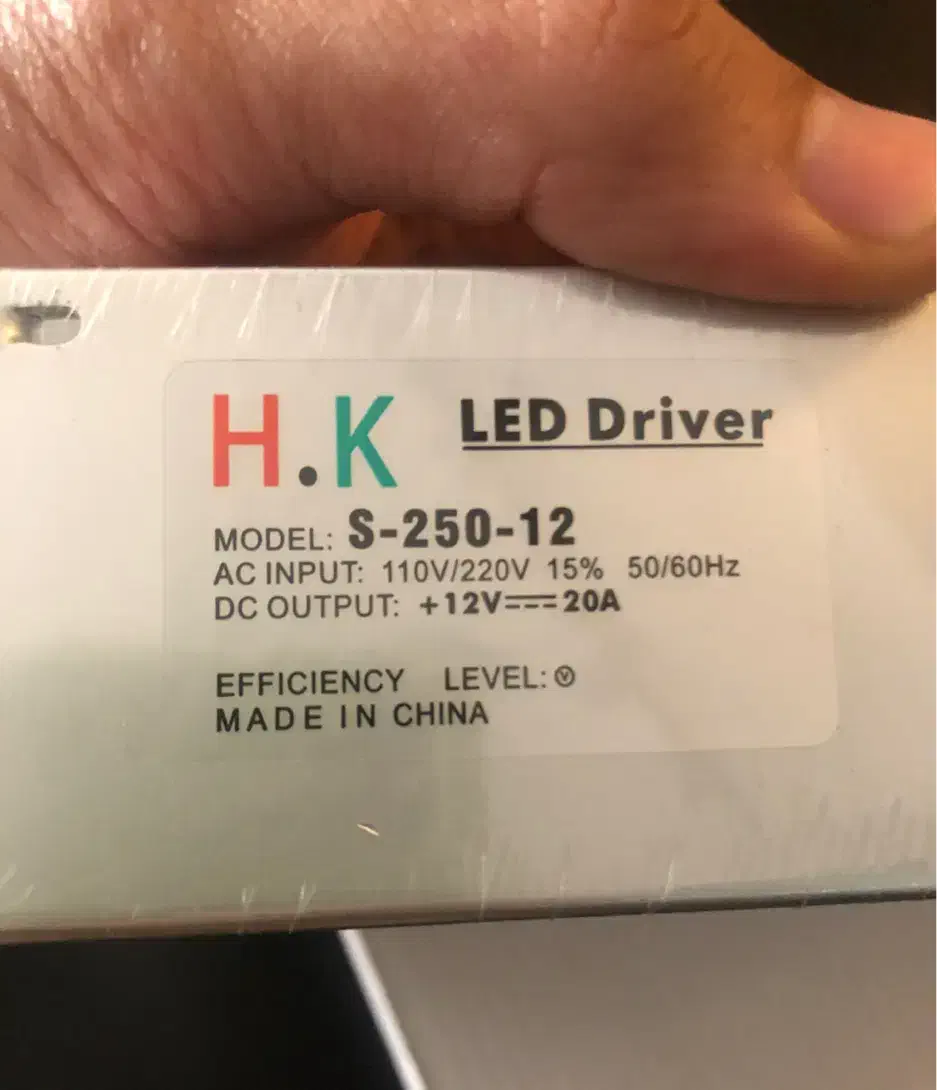 H.K LED Driver
MODEL: S-250-12
AC INPUT: 110V/220V 15% 50/60Hz
DC OUTPUT: +12V⎓20A
EFFICIENCY LEVEL: Ⓥ
MADE IN CHINA